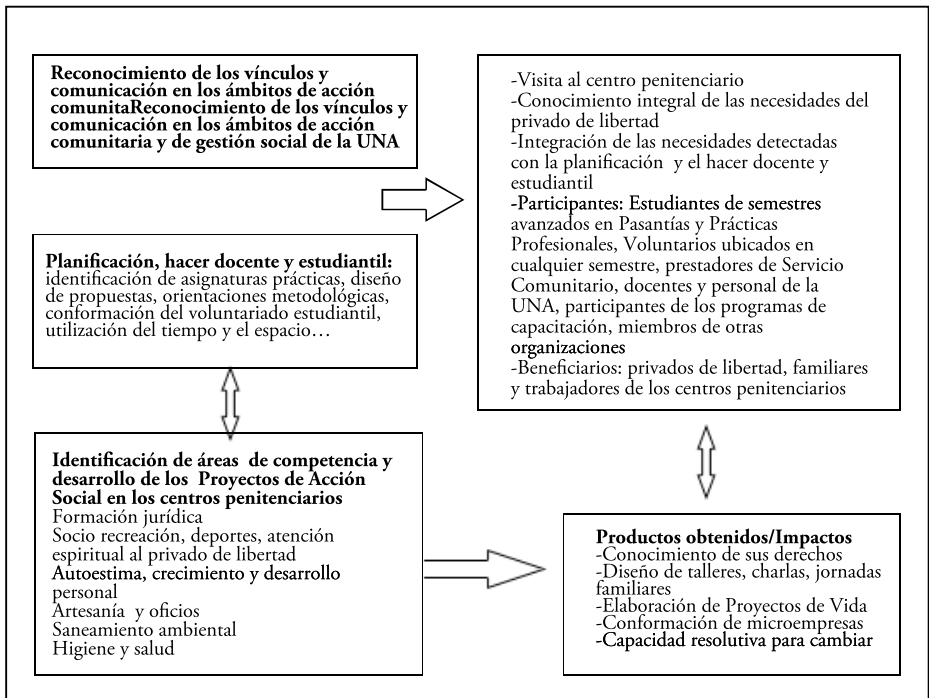 Reconocimiento de los vínculos y
comunicación en los ámbitos de acción
comunitaReconocimiento de los vínculos y
comunicación en los ámbitos de acción
comunitaria y de gestión social de la UNA
Planificación, hacer docente y estudiantil:
identificación de asignaturas prácticas, diseño
de propuestas, orientaciones metodológicas,
conformación del voluntariado estudiantil,
utilización del tiempo y el espacio…
Identificación de áreas de competencia y
desarrollo de los Proyectos de Acción
Social en los centros penitenciarios
Formación jurídica
Socio recreación, deportes, atención
espiritual al privado de libertad
Autoestima, crecimiento y desarrollo
personal
Artesanía y oficios
Saneamiento ambiental
Higiene y salud
-Visita al centro penitenciario
-Conocimiento integral de las necesidades del
privado de libertad
-Integración de las necesidades detectadas
con la planificación y el hacer docente y
estudiantil
-Participantes: Estudiantes de semestres
avanzados en Pasantías y Prácticas
Profesionales, Voluntarios ubicados en
cualquier semestre, prestadores de Servicio
Comunitario, docentes y personal de la
UNA, participantes de los programas de
capacitación, miembros de otras
organizaciones
-Beneficiarios: privados de libertad, familiares
y trabajadores de los centros penitenciarios
Productos obtenidos/Impactos
-Conocimiento de sus derechos
-Diseño de talleres, charlas, jornadas
familiares
-Elaboración de Proyectos de Vida
-Conformación de microempresas
-Capacidad resolutiva para cambiar